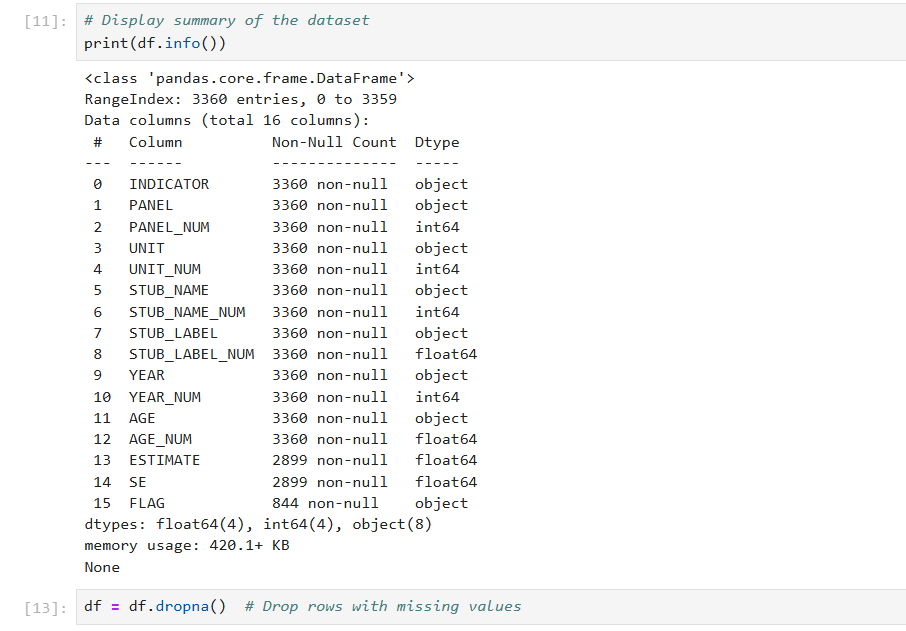 [11]: # Display summary of the dataset
print(df.info())
<class 'pandas.core.frame.DataFrame'>
RangeIndex: 3360 entries, 0 to 3359
Data columns (total 16 columns):
 #   Column          Non-Null Count  Dtype
---  ------          --------------  -----
 0   INDICATOR       3360 non-null   object
 1   PANEL           3360 non-null   object
 2   PANEL_NUM       3360 non-null   int64
 3   UNIT            3360 non-null   object
 4   UNIT_NUM        3360 non-null   int64
 5   STUB_NAME       3360 non-null   object
 6   STUB_NAME_NUM   3360 non-null   int64
 7   STUB_LABEL      3360 non-null   object
 8   STUB_LABEL_NUM  3360 non-null   float64
 9   YEAR            3360 non-null   object
 10  YEAR_NUM        3360 non-null   int64
 11  AGE             3360 non-null   object
 12  AGE_NUM         3360 non-null   float64
 13  ESTIMATE        2899 non-null   float64
 14  SE              2899 non-null   float64
 15  FLAG            844 non-null    object
dtypes: float64(4), int64(4), object(8)
memory usage: 420.1+ KB
None
[13]: df = df.dropna()  # Drop rows with missing values